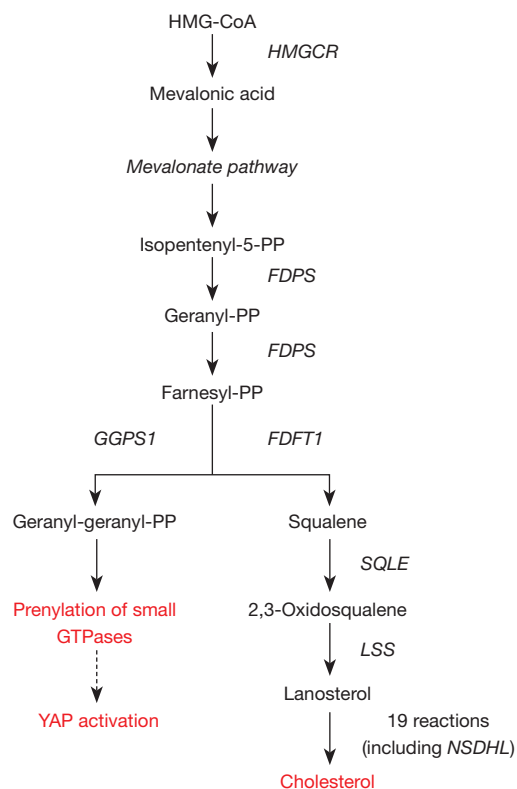 HMG-CoA
HMGCR
Mevalonic acid
Mevalonate pathway
Isopentenyl-5-PP
FDPS
Geranyl-PP
FDPS
Farnesyl-PP
GGPS1
FDFT1
Geranyl-geranyl-PP
Squalene
SQLE
Prenylation of small
GTPases
2,3-Oxidosqualene
LSS
Lanosterol
YAP activation
19 reactions
(including NSDHL)
Cholesterol